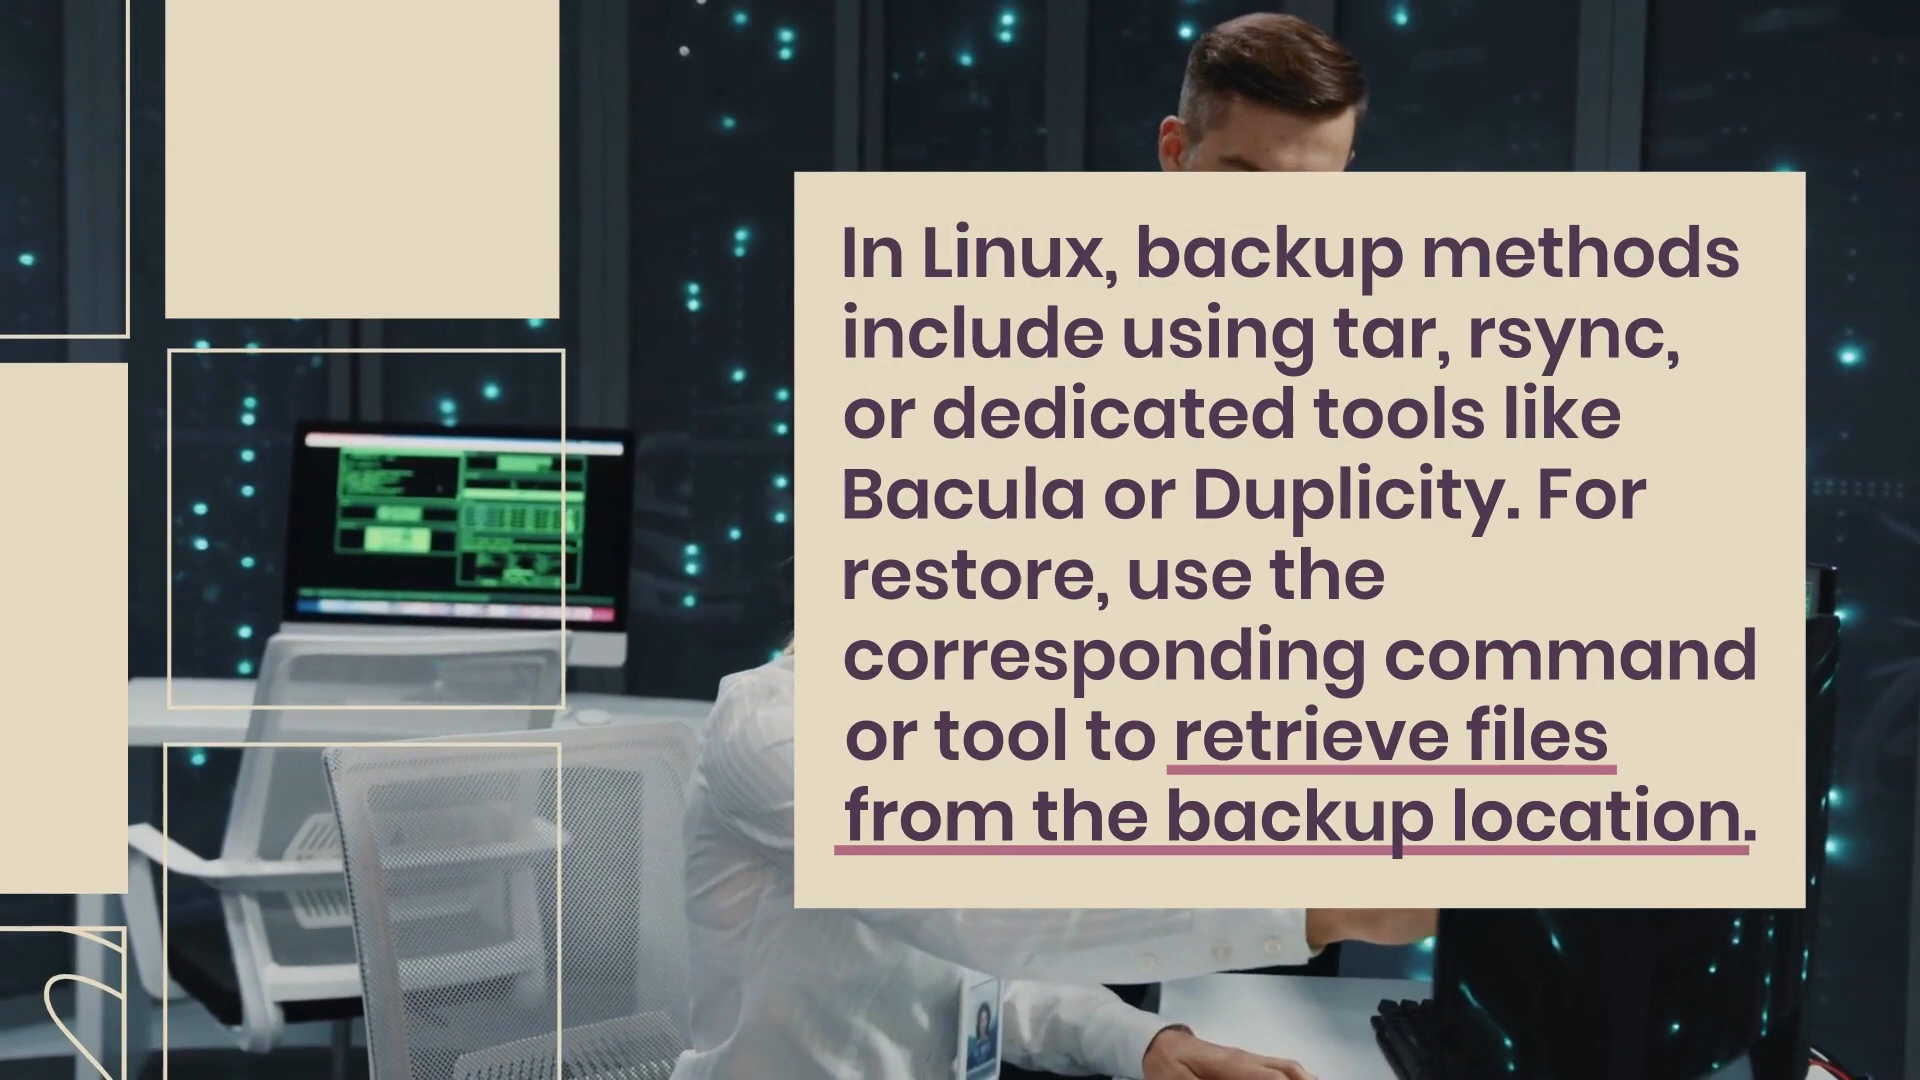 In Linux, backup methods
include using tar, rsync,
or dedicated tools like
Bacula or Duplicity. For
restore, use the
corresponding command
or tool to retrieve files
from the backup location.